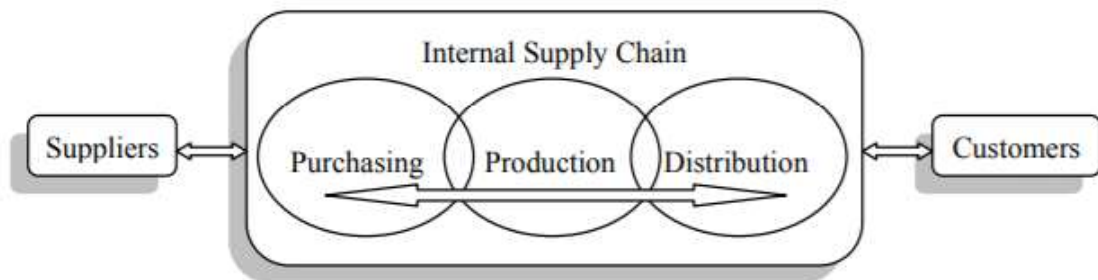 Internal Supply Chain
Suppliers
Purchasing
Production
Distribution
Customers